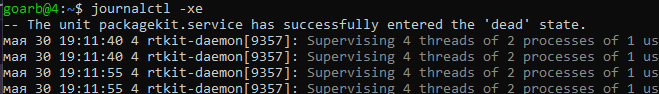 goarb@4:~$ journalctl -xe
-- The unit packagekit.service has successfully entered the 'dead' state.
мая 30 19:11:40 4 rtkit-daemon[9357]: Supervising 4 threads of 2 processes of 1 us
мая 30 19:11:40 4 rtkit-daemon[9357]: Supervising 4 threads of 2 processes of 1 us
мая 30 19:11:55 4 rtkit-daemon[9357]: Supervising 4 threads of 2 processes of 1 us
мая 30 19:11:55 4 rtkit-daemon[9357]: Supervising 4 threads of 2 processes of 1 us